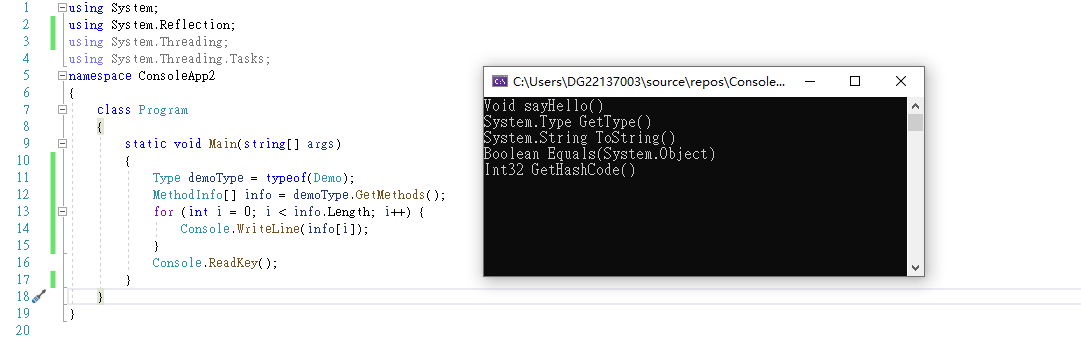 1 using System;
2 using System.Reflection;
3 using System.Threading;
4 using System.Threading.Tasks;
5 namespace ConsoleApp2
6 {
7 class Program
8 {
9 static void Main(string[] args)
10 {
11 Type demoType = typeof(Demo);
12 MethodInfo[] info = demoType.GetMethods();
13 for (int i = 0; i < info.Length; i++) {
14 Console.WriteLine(info[i]);
15 }
16 Console.ReadKey();
17 }
18 }
19 }
20
C:\Users\DG22137003\source\repos\Console...
Void sayHello()
System.Type GetType()
System.String ToString()
Boolean Equals(System.Object)
Int32 GetHashCode()